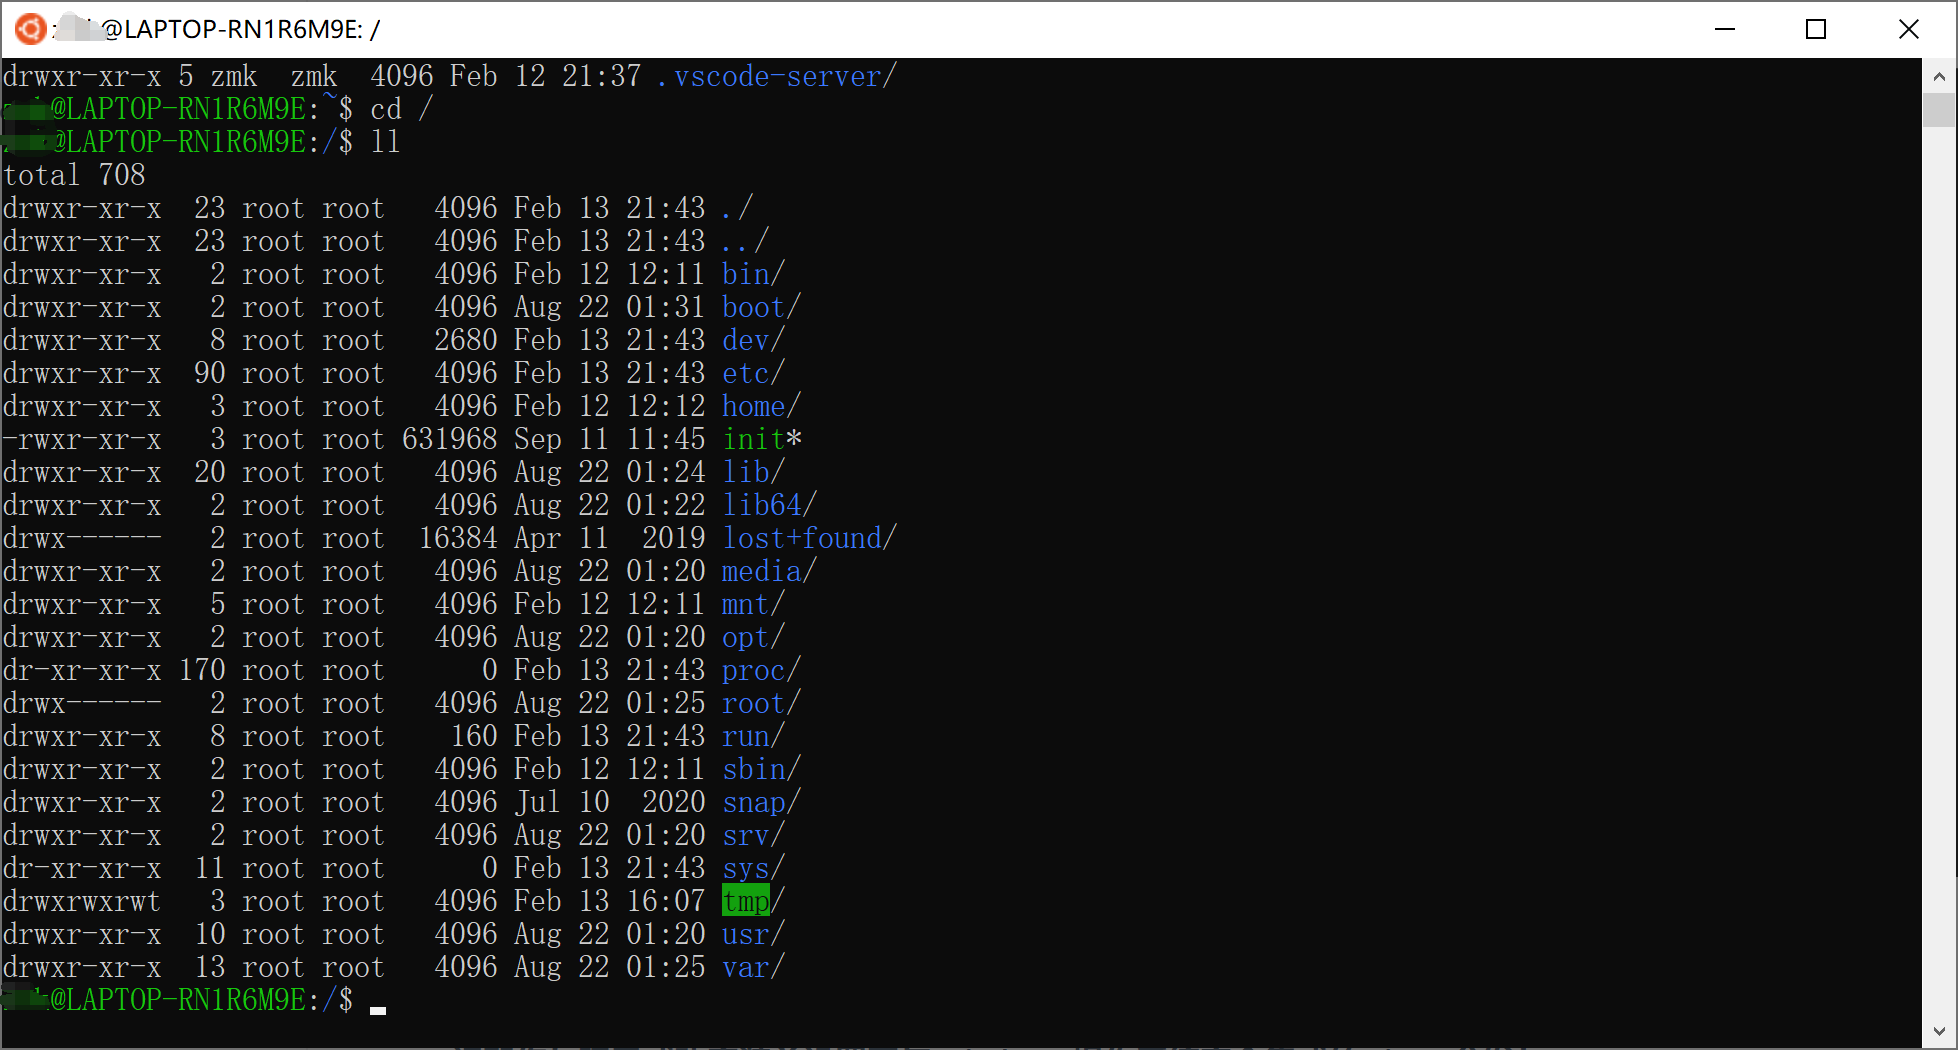 @LAPTOP-RN1R6M9E: /
drwxr-xr-x 5 zmk  zmk  4096 Feb 12 21:37 .vscode-server/
@LAPTOP-RN1R6M9E:~$ cd /
@LAPTOP-RN1R6M9E:/$ ll
total 708
drwxr-xr-x  23 root root   4096 Feb 13 21:43 ./
drwxr-xr-x  23 root root   4096 Feb 13 21:43 ../
drwxr-xr-x   2 root root   4096 Feb 12 12:11 bin/
drwxr-xr-x   2 root root   4096 Aug 22 01:31 boot/
drwxr-xr-x   8 root root   2680 Feb 13 21:43 dev/
drwxr-xr-x  90 root root   4096 Feb 13 21:43 etc/
drwxr-xr-x   3 root root   4096 Feb 12 12:12 home/
-rwxr-xr-x   3 root root 631968 Sep 11 11:45 init*
drwxr-xr-x  20 root root   4096 Aug 22 01:24 lib/
drwxr-xr-x   2 root root   4096 Aug 22 01:22 lib64/
drwx------   2 root root  16384 Apr 11  2019 lost+found/
drwxr-xr-x   2 root root   4096 Aug 22 01:20 media/
drwxr-xr-x   5 root root   4096 Feb 12 12:11 mnt/
drwxr-xr-x   2 root root   4096 Aug 22 01:20 opt/
dr-xr-xr-x 170 root root      0 Feb 13 21:43 proc/
drwx------   2 root root   4096 Aug 22 01:25 root/
drwxr-xr-x   8 root root    160 Feb 13 21:43 run/
drwxr-xr-x   2 root root   4096 Feb 12 12:11 sbin/
drwxr-xr-x   2 root root   4096 Jul 10  2020 snap/
drwxr-xr-x   2 root root   4096 Aug 22 01:20 srv/
dr-xr-xr-x  11 root root      0 Feb 13 21:43 sys/
drwxrwxrwt   3 root root   4096 Feb 13 16:07 tmp/
drwxr-xr-x  10 root root   4096 Aug 22 01:20 usr/
drwxr-xr-x  13 root root   4096 Aug 22 01:25 var/
@LAPTOP-RN1R6M9E:/$